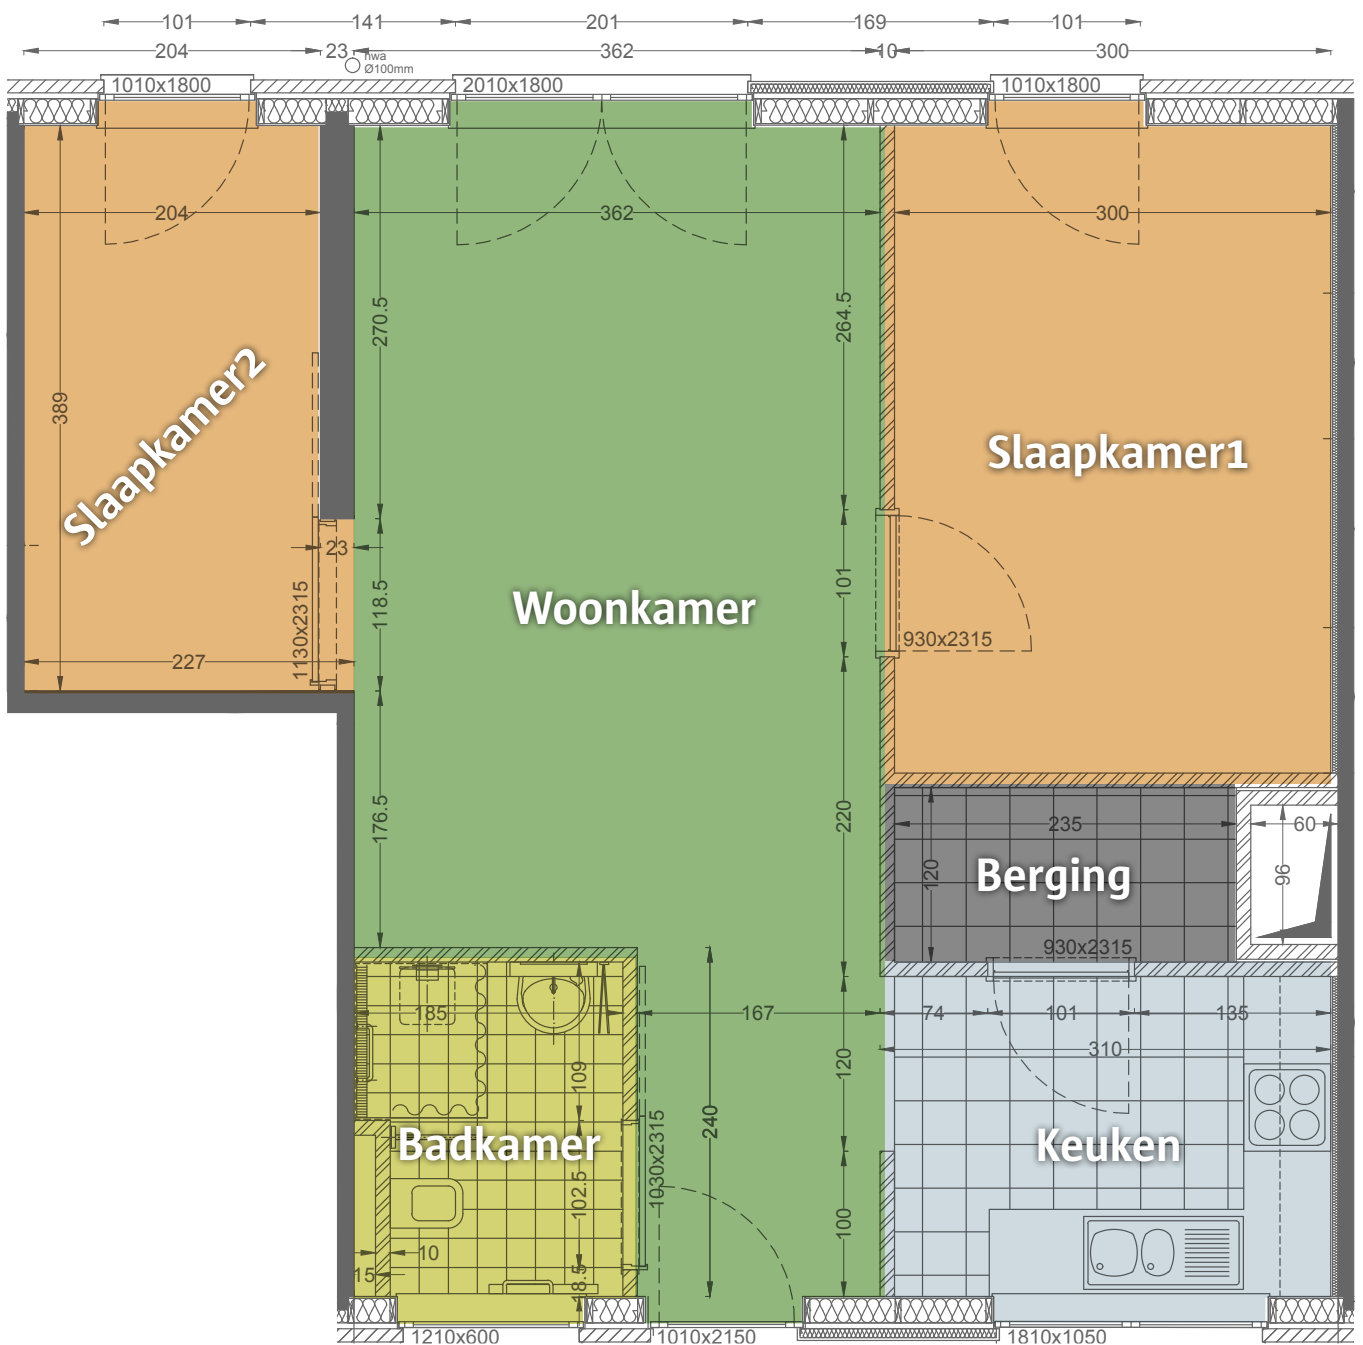 101 141 201 169 101
204 23 362 10 300
hwa
Ø100mm
1010x1800 2010x1800 1010x1800
204 362 300
270.5 264.5
389
Slaapkamer2
Slaapkamer1
23
118.5 101
1130x2315
Woonkamer
930x2315
227
176.5 220
235 60
120 96
Berging
930x2315
185 167 74 101 135
310
109 120
240
Badkamer
Keuken
1030x2315
102.5 100
10
15
18.5
1210x600 1010x2150 1810x1050